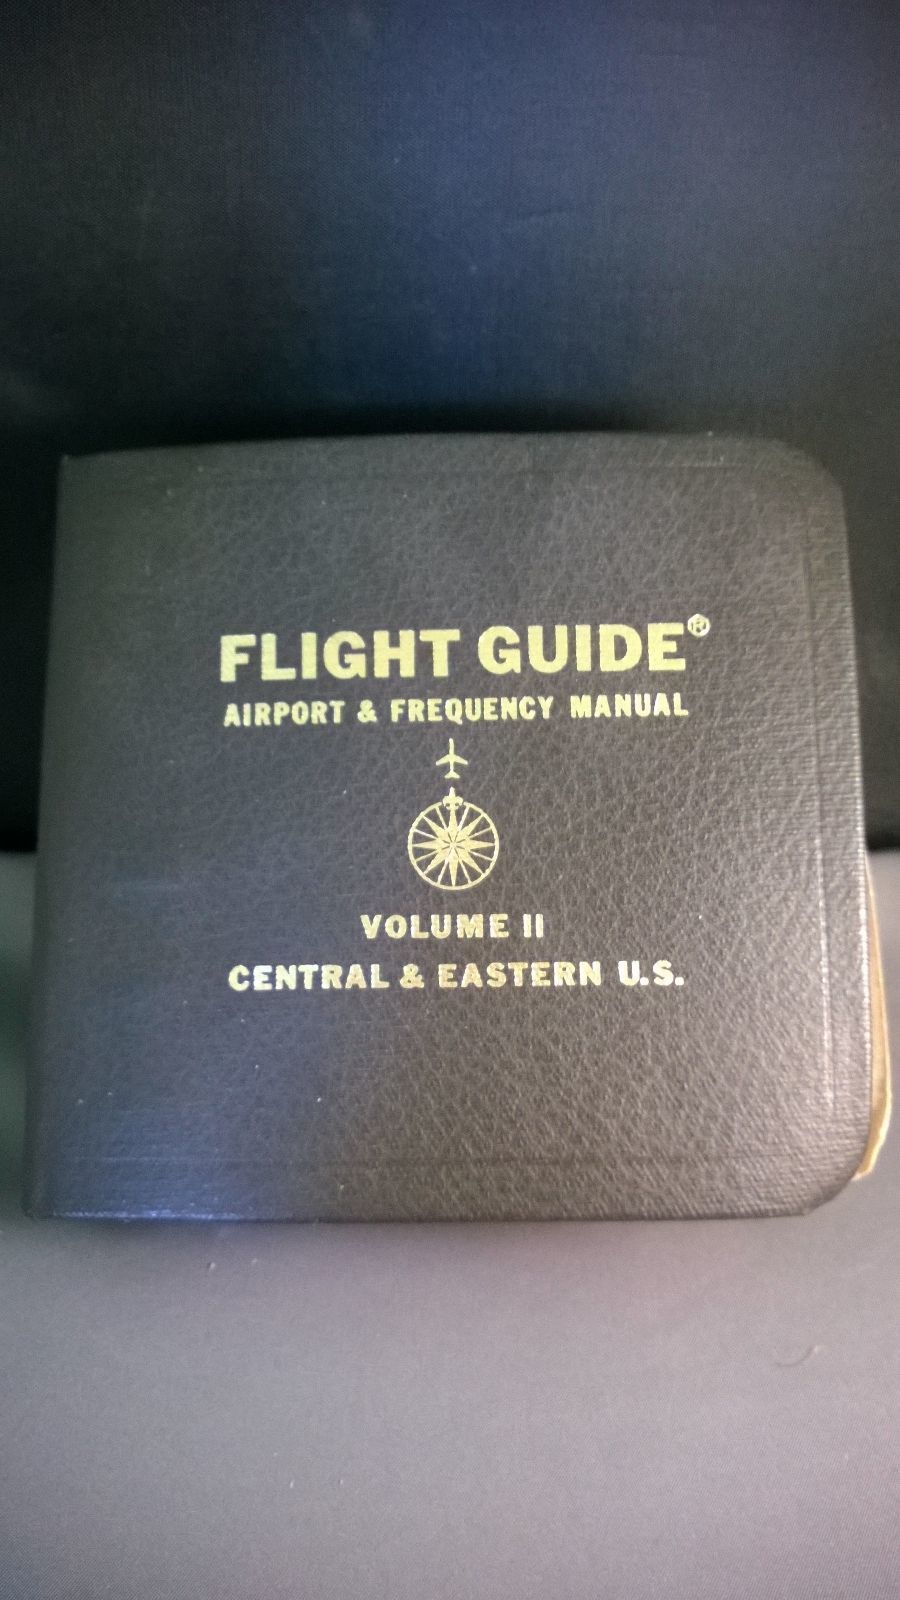 FLIGHT GUIDE®
AIRPORT & FREQUENCY MANUAL
VOLUME II
CENTRAL & EASTERN U.S.